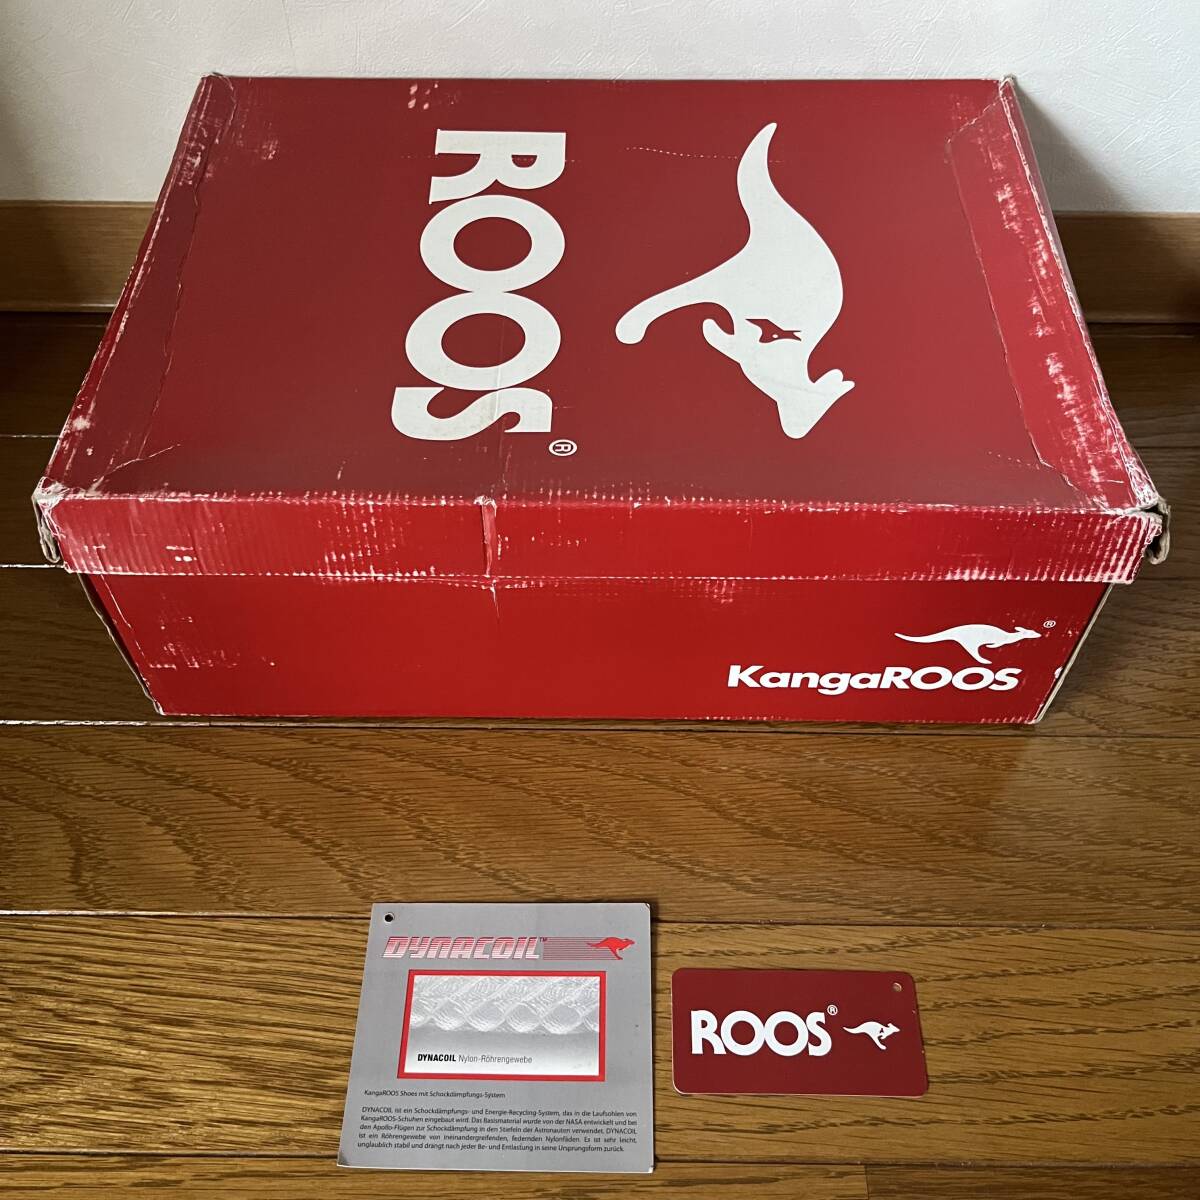 ROOS®
®
KangaROOS
DYNACOIL™
DYNACOIL Nylon-Röhrengewebe
KangaROOS Shoes mit Schockdämpfungs-System
DYNACOIL ist ein Schockdämpfungs- und Energie-Recycling-System, das in die Laufsohlen von
KangaROOS-Schuhen eingebaut wird. Das Basismaterial wurde von der NASA entwickelt und bei
den Apollo-Flügen zur Schockdämpfung in den Stiefeln der Astronauten verwendet. DYNACOIL
ist ein Röhrengewebe von ineinandergreifenden, federnden Nylonfäden. Es ist sehr leicht,
unglaublich stabil und drängt nach jeder Be- und Entlastung in seine Ursprungsform zurück.
ROOS®